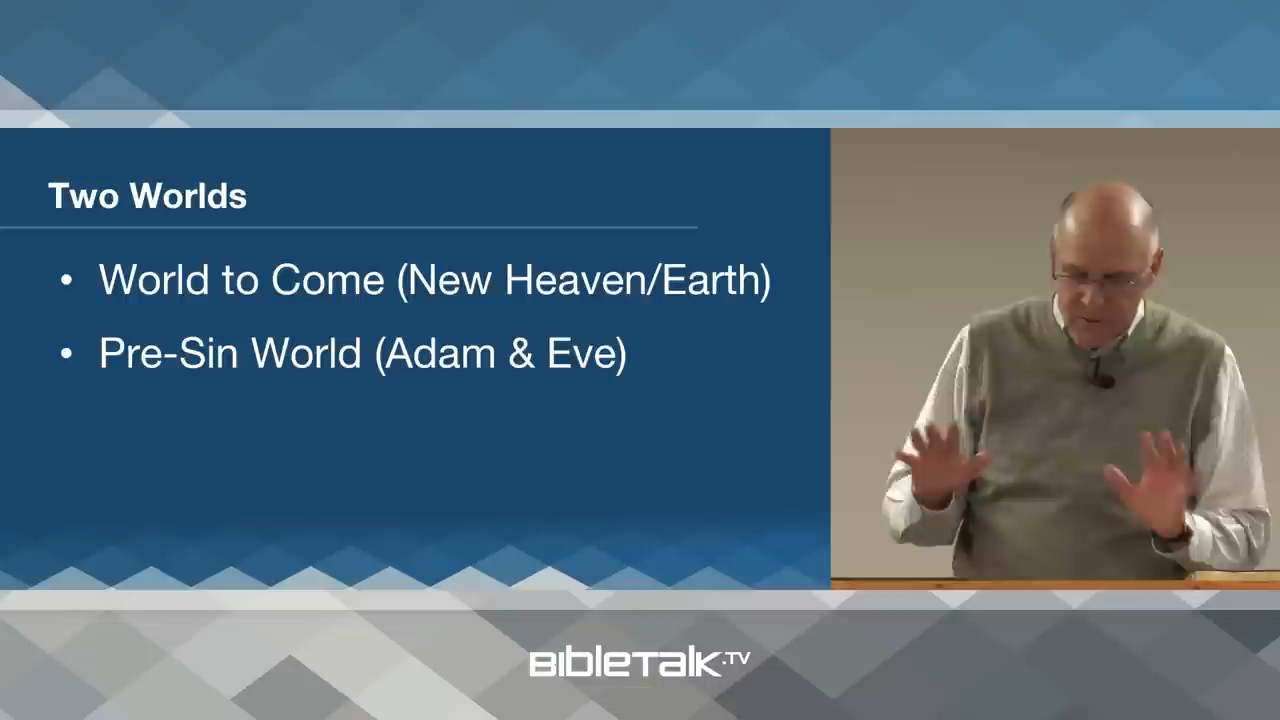 Two Worlds
• World to Come (New Heaven/Earth)
• Pre-Sin World (Adam & Eve)
BibleTalk.TV